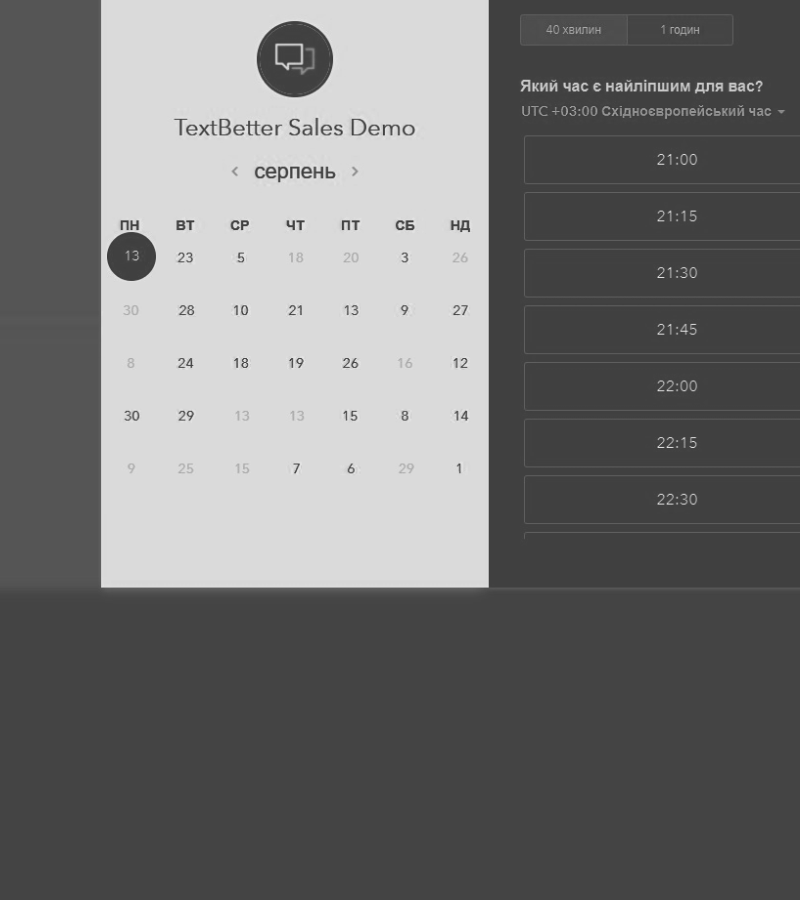 TextBetter Sales Demo
серпень
ПН ВТ СР ЧТ ПТ СБ НД
13 23 5 18 20 3 26
30 28 10 21 13 9 27
8 24 18 19 26 16 12
30 29 13 13 15 8 14
9 25 15 7 6 29 1
40 хвилин 1 годин
Який час є найліпшим для вас?
UTC +03:00 Східноєвропейський час
21:00
21:15
21:30
21:45
22:00
22:15
22:30